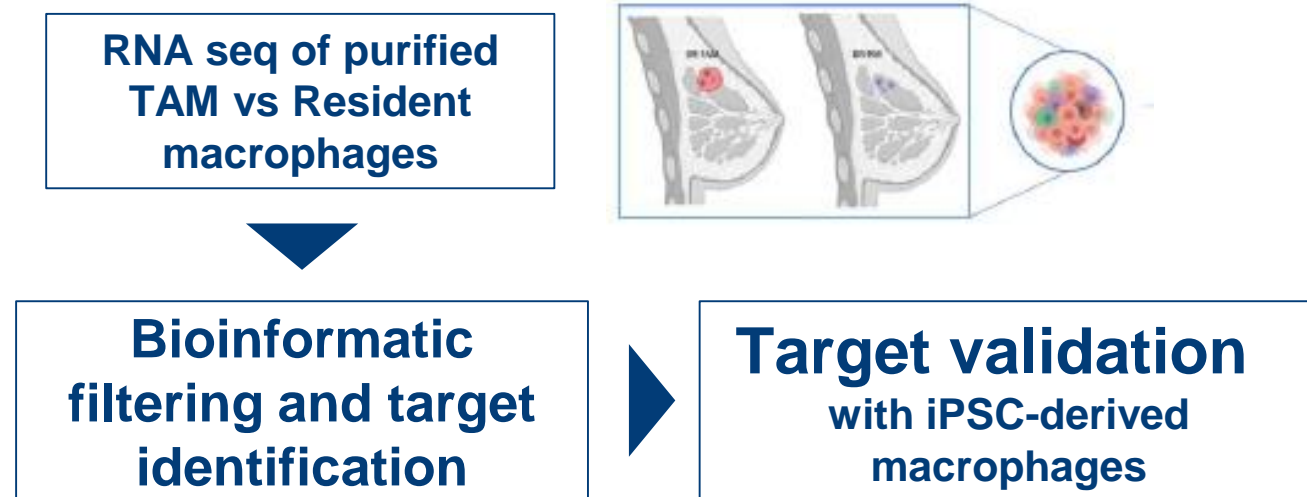 RNA seq of purified
TAM vs Resident
macrophages
Bioinformatic
filtering and target
identification
Target validation
with iPSC-derived
macrophages